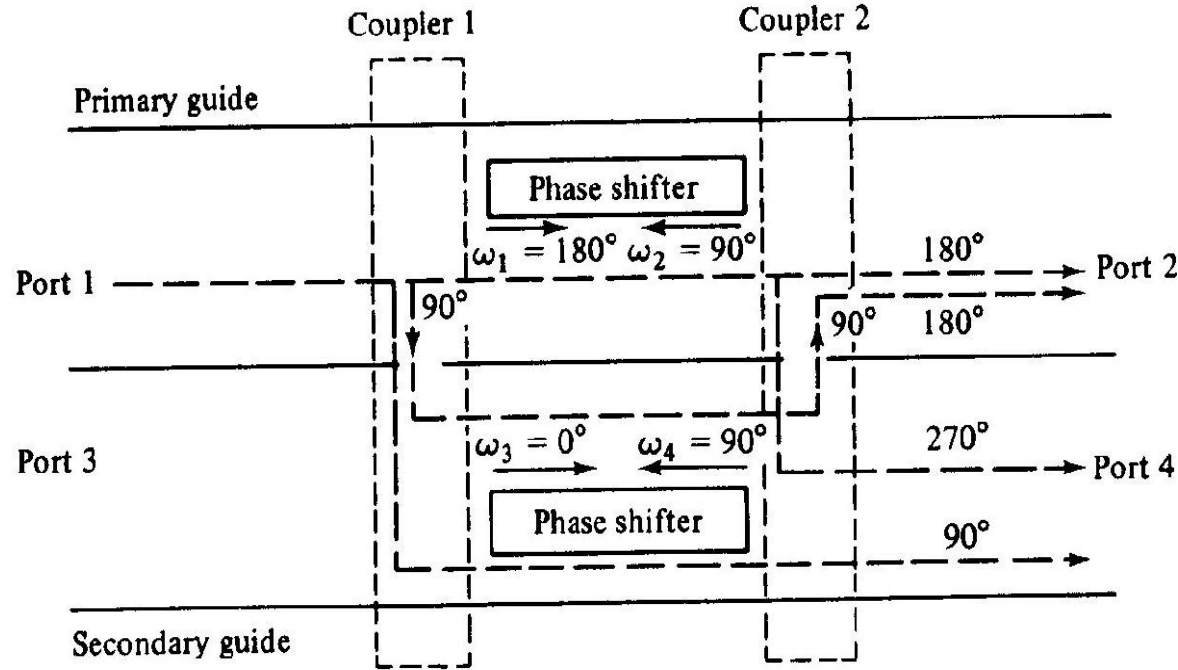 Coupler 1
Coupler 2
Primary guide
Phase shifter
ω₁ = 180° ω₂ = 90°
180°
Port 1
Port 2
90°
90°
180°
ω₃ = 0° ω₄ = 90°
270°
Port 3
Port 4
Phase shifter
90°
Secondary guide